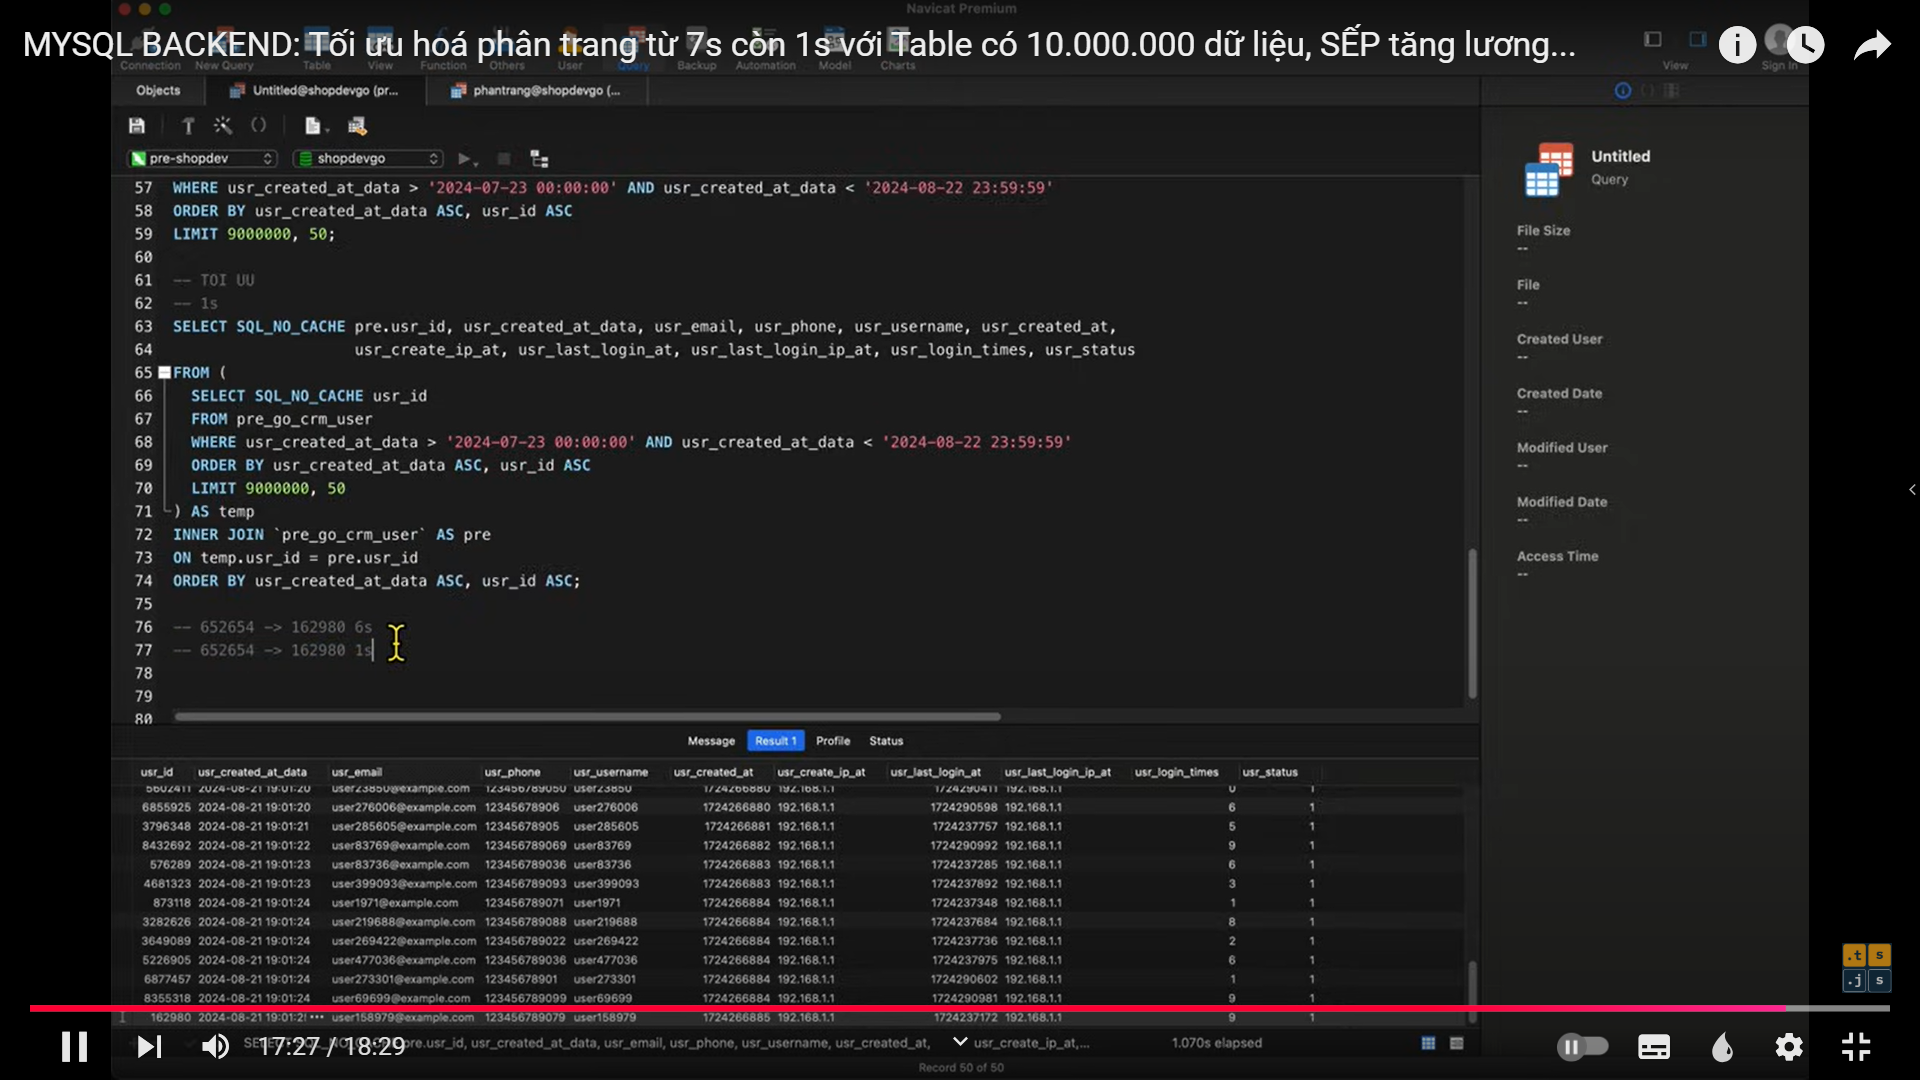 Navicat Premium
MYSQL BACKEND: Tối ưu hoá phân trang từ 7s còn 1s với Table có 10.000.000 dữ liệu, SẾP tăng lương...
Connection New Query Table View Function Others User Query Backup Automation Model Charts View Sign In
Objects Untitled@shopdevgo (pr... phantrang@shopdevgo (...
pre-shopdev shopdevgo
57 WHERE usr_created_at_data > '2024-07-23 00:00:00' AND usr_created_at_data < '2024-08-22 23:59:59'
58 ORDER BY usr_created_at_data ASC, usr_id ASC
59 LIMIT 9000000, 50;
60
61 -- TOI UU
62 -- 1s
63 SELECT SQL_NO_CACHE pre.usr_id, usr_created_at_data, usr_email, usr_phone, usr_username, usr_created_at,
64 usr_create_ip_at, usr_last_login_at, usr_last_login_ip_at, usr_login_times, usr_status
65 FROM (
66 SELECT SQL_NO_CACHE usr_id
67 FROM pre_go_crm_user
68 WHERE usr_created_at_data > '2024-07-23 00:00:00' AND usr_created_at_data < '2024-08-22 23:59:59'
69 ORDER BY usr_created_at_data ASC, usr_id ASC
70 LIMIT 9000000, 50
71 ) AS temp
72 INNER JOIN `pre_go_crm_user` AS pre
73 ON temp.usr_id = pre.usr_id
74 ORDER BY usr_created_at_data ASC, usr_id ASC;
75
76 -- 652654 -> 162980 6s
77 -- 652654 -> 162980 1s
78
79
80
Untitled
Query
File Size
--
File
--
Created User
--
Created Date
--
Modified User
--
Modified Date
--
Access Time
--
Message Result 1 Profile Status
usr_id usr_created_at_data usr_email usr_phone usr_username usr_created_at usr_create_ip_at usr_last_login_at usr_last_login_ip_at usr_login_times usr_status
5602411 2024-08-21 19:01:20 user23850@example.com 123456789050 user23850 1724266880 192.168.1.1 1724290411 192.168.1.1 0 1
6855925 2024-08-21 19:01:20 user276006@example.com 12345678906 user276006 1724266880 192.168.1.1 1724290598 192.168.1.1 6 1
3796348 2024-08-21 19:01:21 user285605@example.com 12345678905 user285605 1724266881 192.168.1.1 1724237757 192.168.1.1 5 1
8432692 2024-08-21 19:01:22 user83769@example.com 123456789069 user83769 1724266882 192.168.1.1 1724290992 192.168.1.1 9 1
576289 2024-08-21 19:01:23 user83736@example.com 123456789036 user83736 1724266883 192.168.1.1 1724237285 192.168.1.1 6 1
4681323 2024-08-21 19:01:23 user399093@example.com 123456789093 user399093 1724266883 192.168.1.1 1724237892 192.168.1.1 3 1
873118 2024-08-21 19:01:24 user1971@example.com 123456789071 user1971 1724266884 192.168.1.1 1724237348 192.168.1.1 1 1
3282626 2024-08-21 19:01:24 user219688@example.com 123456789088 user219688 1724266884 192.168.1.1 1724237684 192.168.1.1 8 1
3649089 2024-08-21 19:01:24 user269422@example.com 123456789022 user269422 1724266884 192.168.1.1 1724237736 192.168.1.1 2 1
5226905 2024-08-21 19:01:24 user477036@example.com 123456789036 user477036 1724266884 192.168.1.1 1724237975 192.168.1.1 6 1
6877457 2024-08-21 19:01:24 user273301@example.com 12345678901 user273301 1724266884 192.168.1.1 1724290602 192.168.1.1 1 1
8355318 2024-08-21 19:01:24 user69699@example.com 123456789099 user69699 1724266884 192.168.1.1 1724290981 192.168.1.1 9 1
162980 2024-08-21 19:01:2! ••• user158979@example.com 123456789079 user158979 1724266885 192.168.1.1 1724237172 192.168.1.1 9 1
.t s
.j s
17:27 / 18:29
pre.usr_id, usr_created_at_data, usr_email, usr_phone, usr_username, usr_created_at, usr_create_ip_at,... 1.070s elapsed
Record 50 of 50